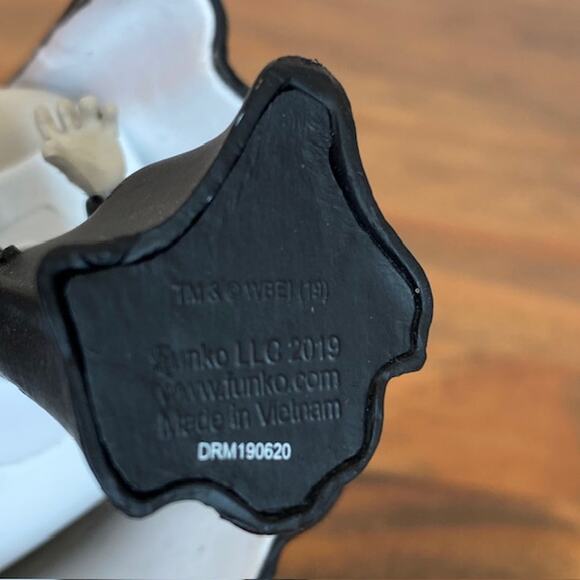 TM & © WBEI (19)
©Funko LLC 2019
www.funko.com
Made in Vietnam
DRM190620